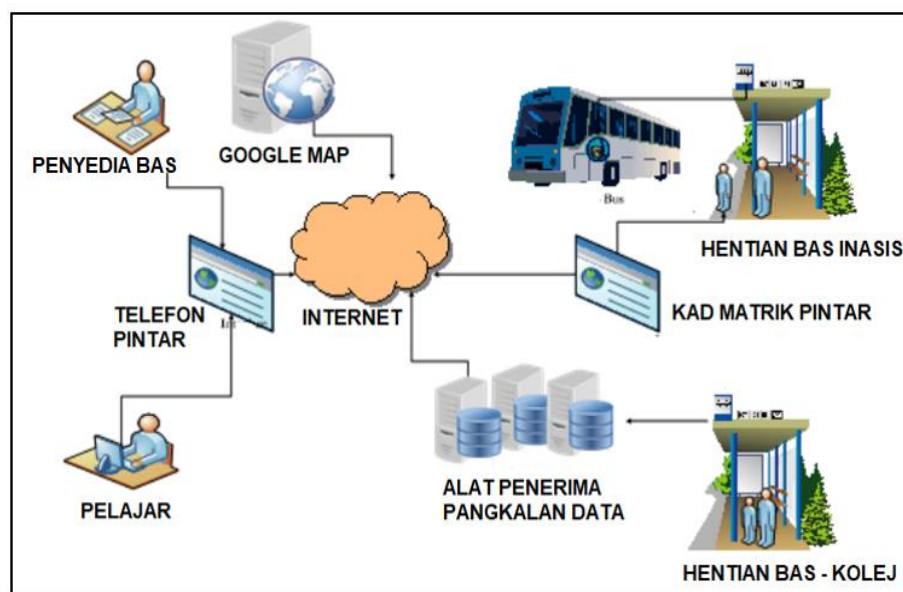 PENYEDIA BAS
GOOGLE MAP
Bus
HENTIAN BAS INASIS
TELEFON
PINTAR
INTERNET
KAD MATRIK PINTAR
PELAJAR
ALAT PENERIMA
PANGKALAN DATA
HENTIAN BAS - KOLEJ